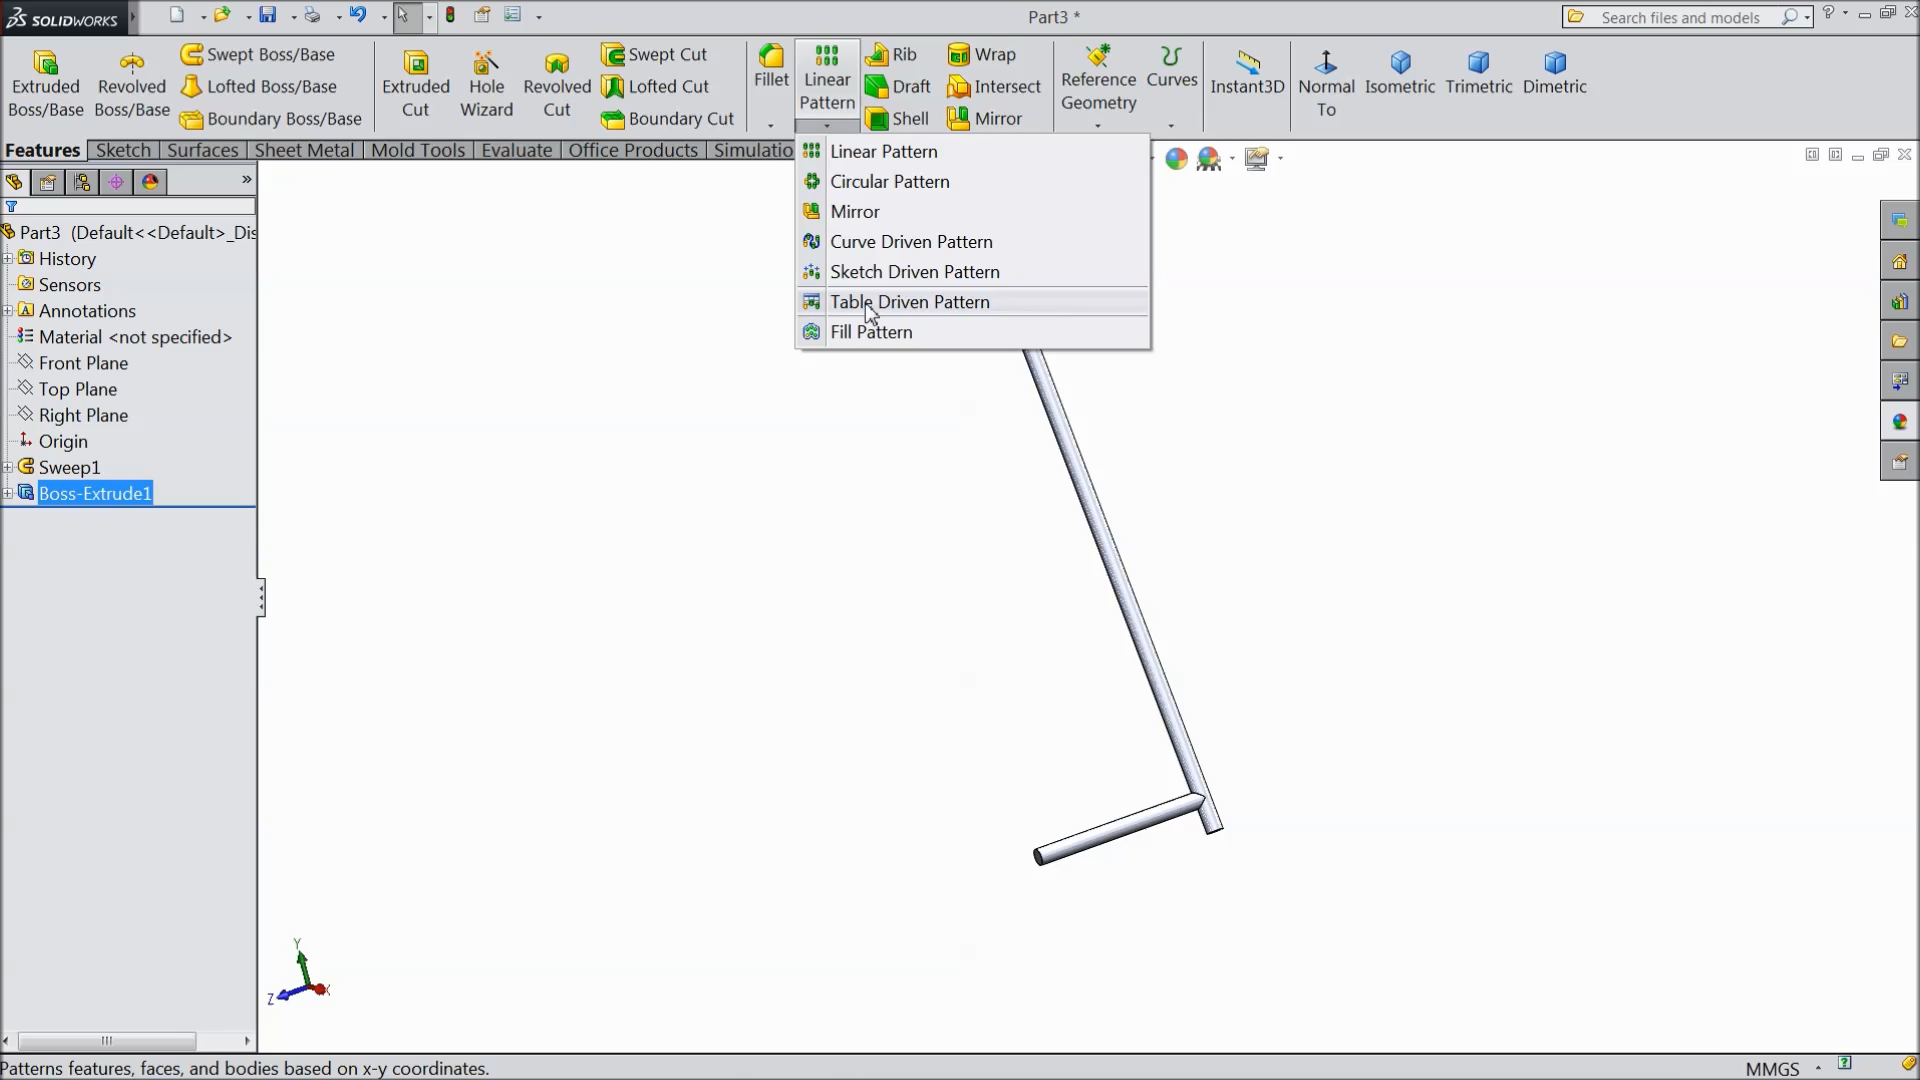 SOLIDWORKS
Part3 *
Search files and models
Extruded Boss/Base
Revolved Boss/Base
Swept Boss/Base
Lofted Boss/Base
Boundary Boss/Base
Extruded Cut
Hole Wizard
Revolved Cut
Swept Cut
Lofted Cut
Boundary Cut
Fillet
Linear Pattern
Rib
Draft
Shell
Wrap
Intersect
Mirror
Reference Geometry
Curves
Instant3D
Normal To
Isometric
Trimetric
Dimetric
Features
Sketch
Surfaces
Sheet Metal
Mold Tools
Evaluate
Office Products
Simulatio
Linear Pattern
Circular Pattern
Mirror
Curve Driven Pattern
Sketch Driven Pattern
Table Driven Pattern
Fill Pattern
Part3 (Default<<Default>_Dis
History
Sensors
Annotations
Material <not specified>
Front Plane
Top Plane
Right Plane
Origin
Sweep1
Boss-Extrude1
Y
Z
X
Patterns features, faces, and bodies based on x-y coordinates.
MMGS